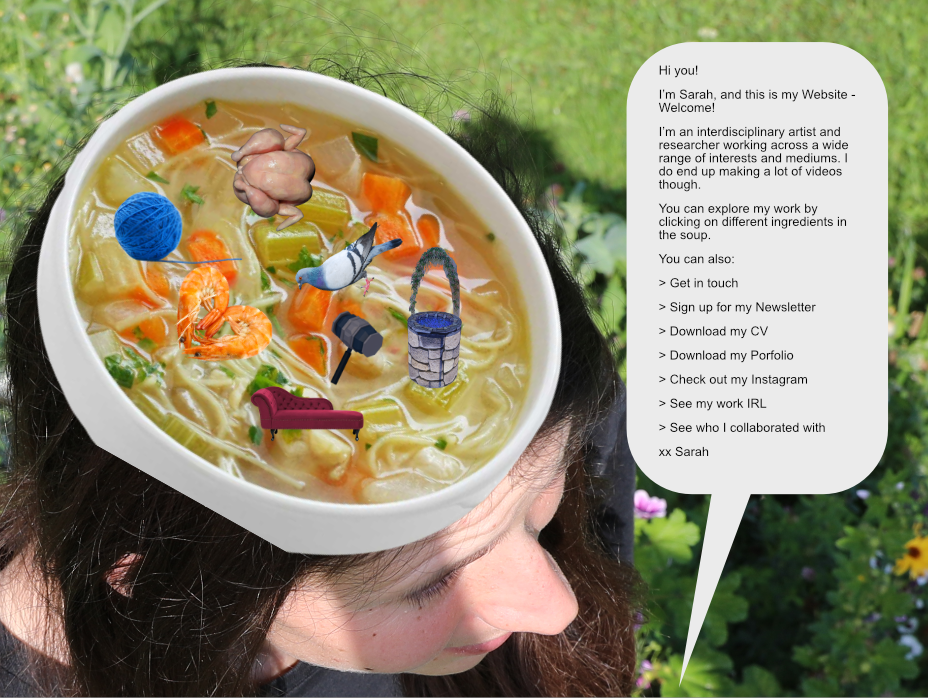 Hi you!
I'm Sarah, and this is my Website -
Welcome!
I'm an interdisciplinary artist and
researcher working across a wide
range of interests and mediums. I
do end up making a lot of videos
though.
You can explore my work by
clicking on different ingredients in
the soup.
You can also:
> Get in touch
> Sign up for my Newsletter
> Download my CV
> Download my Porfolio
> Check out my Instagram
> See my work IRL
> See who I collaborated with
xx Sarah